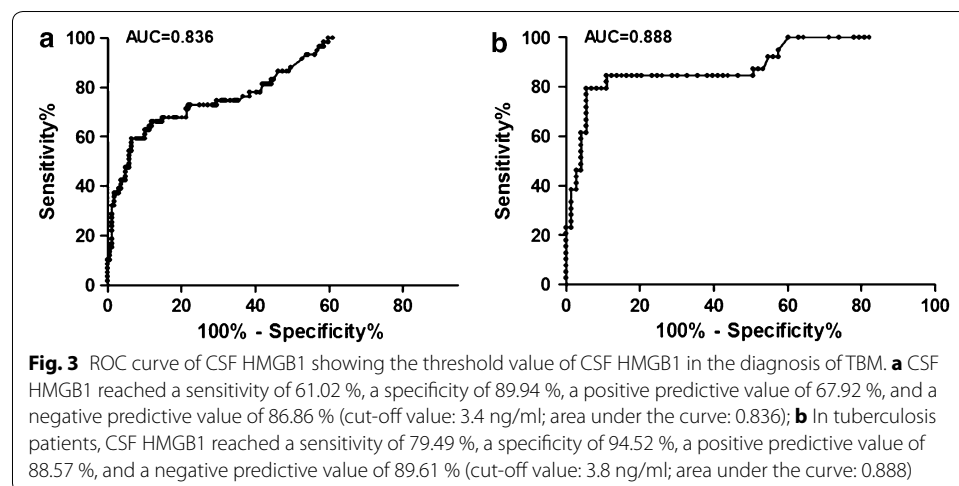 a
AUC=0.836
100
80
60
40
20
0
Sensitivity%
0 20 40 60 80
100% - Specificity%
b
AUC=0.888
100
80
60
40
20
0
Sensitivity%
0 20 40 60 80 100
100% - Specificity%
Fig. 3 ROC curve of CSF HMGB1 showing the threshold value of CSF HMGB1 in the diagnosis of TBM. a CSF
HMGB1 reached a sensitivity of 61.02 %, a specificity of 89.94 %, a positive predictive value of 67.92 %, and a
negative predictive value of 86.86 % (cut-off value: 3.4 ng/ml; area under the curve: 0.836); b In tuberculosis
patients, CSF HMGB1 reached a sensitivity of 79.49 %, a specificity of 94.52 %, a positive predictive value of
88.57 %, and a negative predictive value of 89.61 % (cut-off value: 3.8 ng/ml; area under the curve: 0.888)